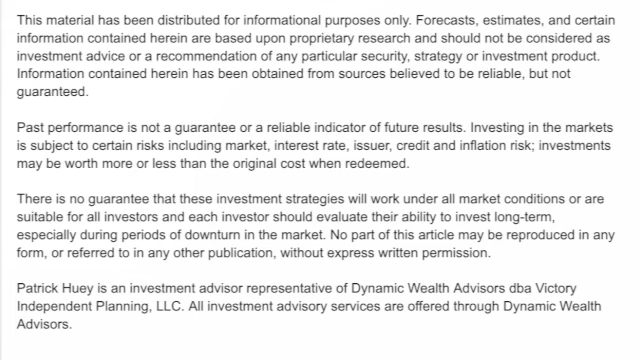 This material has been distributed for informational purposes only. Forecasts, estimates, and certain
information contained herein are based upon proprietary research and should not be considered as
investment advice or a recommendation of any particular security, strategy or investment product.
Information contained herein has been obtained from sources believed to be reliable, but not
guaranteed.
Past performance is not a guarantee or a reliable indicator of future results. Investing in the markets
is subject to certain risks including market, interest rate, issuer, credit and inflation risk; investments
may be worth more or less than the original cost when redeemed.
There is no guarantee that these investment strategies will work under all market conditions or are
suitable for all investors and each investor should evaluate their ability to invest long-term,
especially during periods of downturn in the market. No part of this article may be reproduced in any
form, or referred to in any other publication, without express written permission.
Patrick Huey is an investment advisor representative of Dynamic Wealth Advisors dba Victory
Independent Planning, LLC. All investment advisory services are offered through Dynamic Wealth
Advisors.